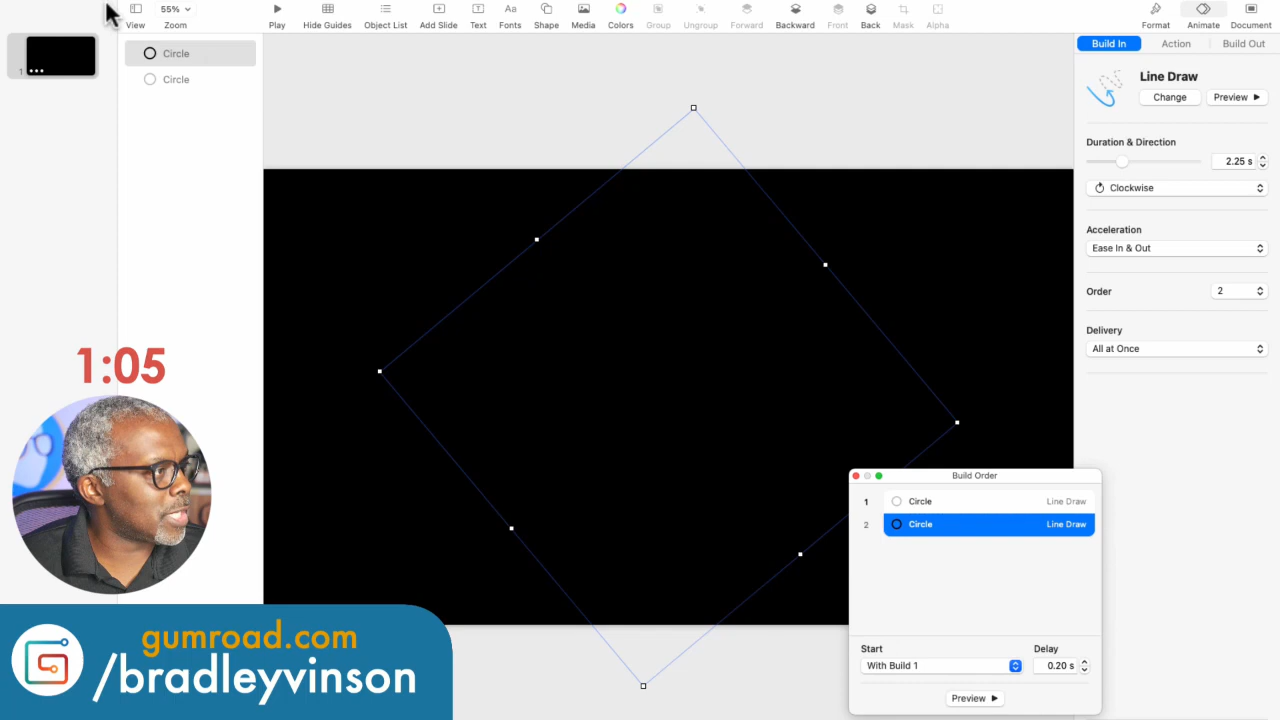 55%
View
Zoom
Play
Hide Guides
Object List
Add Slide
Text
Aa
Fonts
Shape
Media
Colors
Group
Ungroup
Forward
Backward
Front
Back
Mask
Alpha
Format
Animate
Document
1
Circle
Circle
Build In
Action
Build Out
Line Draw
Change
Preview
Duration & Direction
2.25 s
Clockwise
Acceleration
Ease In & Out
Order
2
Delivery
All at Once
1:05
Build Order
1 Circle Line Draw
2 Circle Line Draw
Start
Delay
With Build 1
0.20 s
Preview
gumroad.com
/bradleyvinson